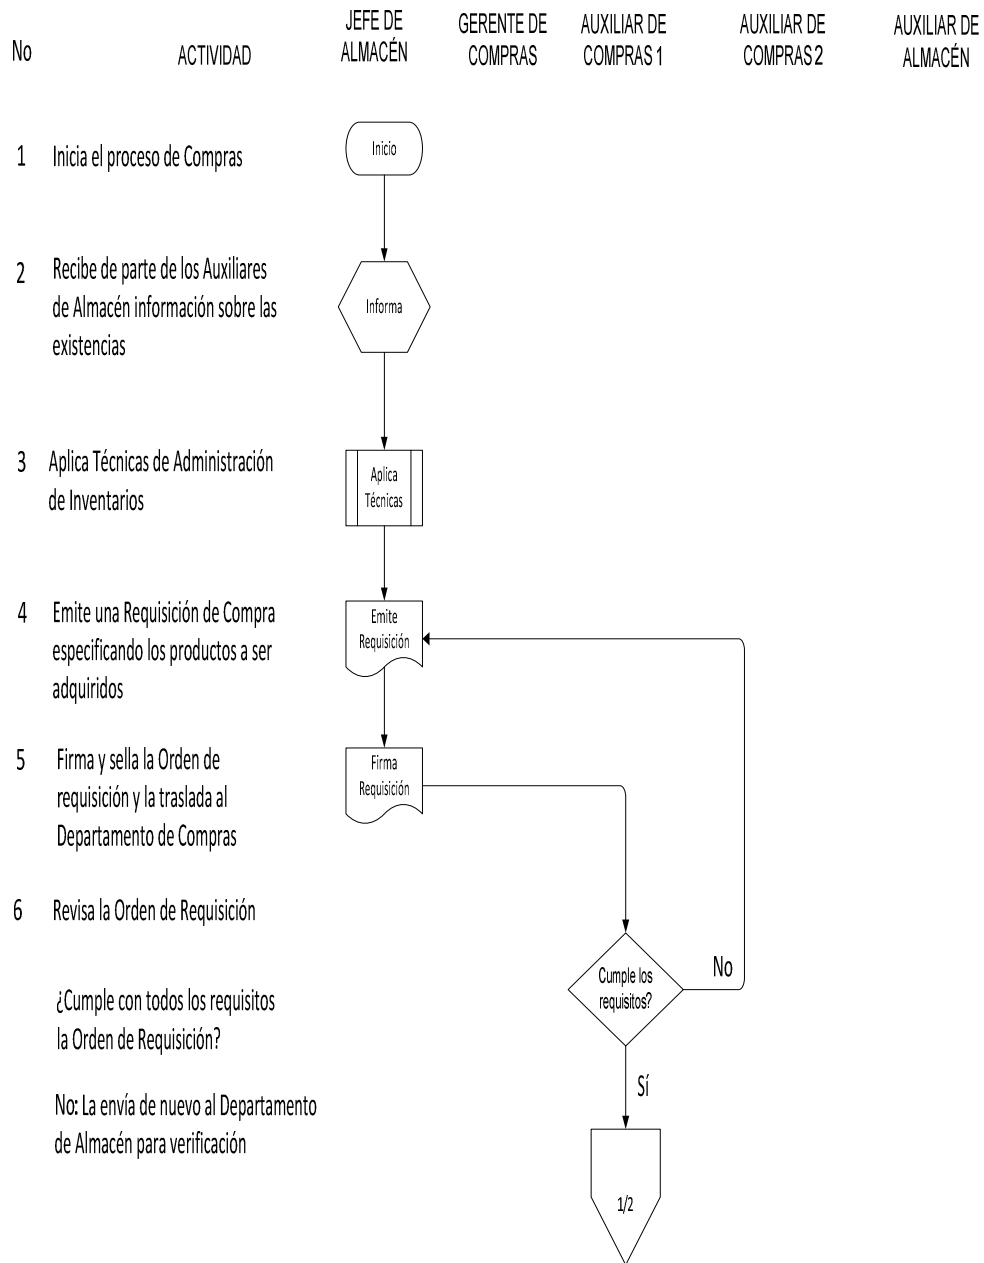 No
ACTIVIDAD
JEFE DE
ALMACÉN
GERENTE DE
COMPRAS
AUXILIAR DE
COMPRAS 1
AUXILIAR DE
COMPRAS 2
AUXILIAR DE
ALMACÉN
1
Inicia el proceso de Compras
Inicio
2
Recibe de parte de los Auxiliares
de Almacén información sobre las
existencias
Informa
3
Aplica Técnicas de Administración
de Inventarios
Aplica
Técnicas
4
Emite una Requisición de Compra
especificando los productos a ser
adquiridos
Emite
Requisición
5
Firma y sella la Orden de
requisición y la traslada al
Departamento de Compras
Firma
Requisición
6
Revisa la Orden de Requisición
¿Cumple con todos los requisitos
la Orden de Requisición?
No: La envía de nuevo al Departamento
de Almacén para verificación
Cumple los
requisitos?
No
Sí
1/2